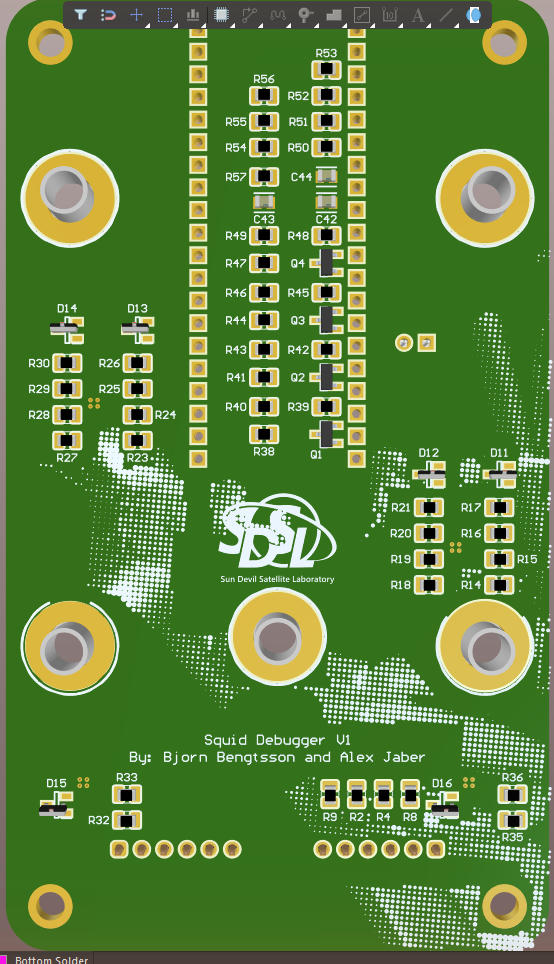 R53
R56
R52
R55 R51
R54 R50
R57 C44
C43 C42
R49 R48
R47 Q4
R46 R45
D14 D13
R44 Q3
R43 R42
R30 R26
R41 Q2
R29 R25
R40 R39
R28 R24
R38 Q1
R27 R23
D12 D11
R21 R17
SDSL
R20 R16
R19 R15
Sun Devil Satellite Laboratory
R18 R14
Squid Debugger V1
By: Bjorn Bengtsson and Alex Jaber
D15 R33 D16 R36
R32 R9 R2 R4 R8
R35
Bottom Solder